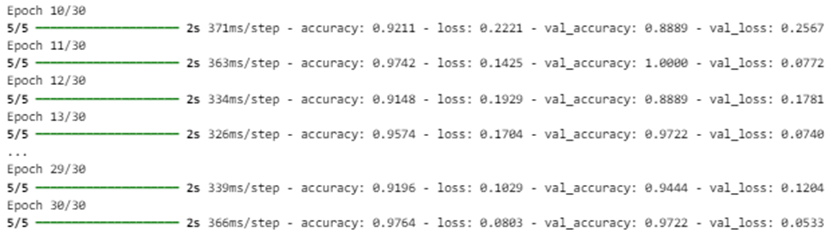 Epoch 10/30
5/5 ━━━━━━━━━━━━━━━━━━━━ 2s 371ms/step - accuracy: 0.9211 - loss: 0.2221 - val_accuracy: 0.8889 - val_loss: 0.2567
Epoch 11/30
5/5 ━━━━━━━━━━━━━━━━━━━━ 2s 363ms/step - accuracy: 0.9742 - loss: 0.1425 - val_accuracy: 1.0000 - val_loss: 0.0772
Epoch 12/30
5/5 ━━━━━━━━━━━━━━━━━━━━ 2s 334ms/step - accuracy: 0.9148 - loss: 0.1929 - val_accuracy: 0.8889 - val_loss: 0.1781
Epoch 13/30
5/5 ━━━━━━━━━━━━━━━━━━━━ 2s 326ms/step - accuracy: 0.9574 - loss: 0.1704 - val_accuracy: 0.9722 - val_loss: 0.0740
...
Epoch 29/30
5/5 ━━━━━━━━━━━━━━━━━━━━ 2s 339ms/step - accuracy: 0.9196 - loss: 0.1029 - val_accuracy: 0.9444 - val_loss: 0.1204
Epoch 30/30
5/5 ━━━━━━━━━━━━━━━━━━━━ 2s 366ms/step - accuracy: 0.9764 - loss: 0.0803 - val_accuracy: 0.9722 - val_loss: 0.0533